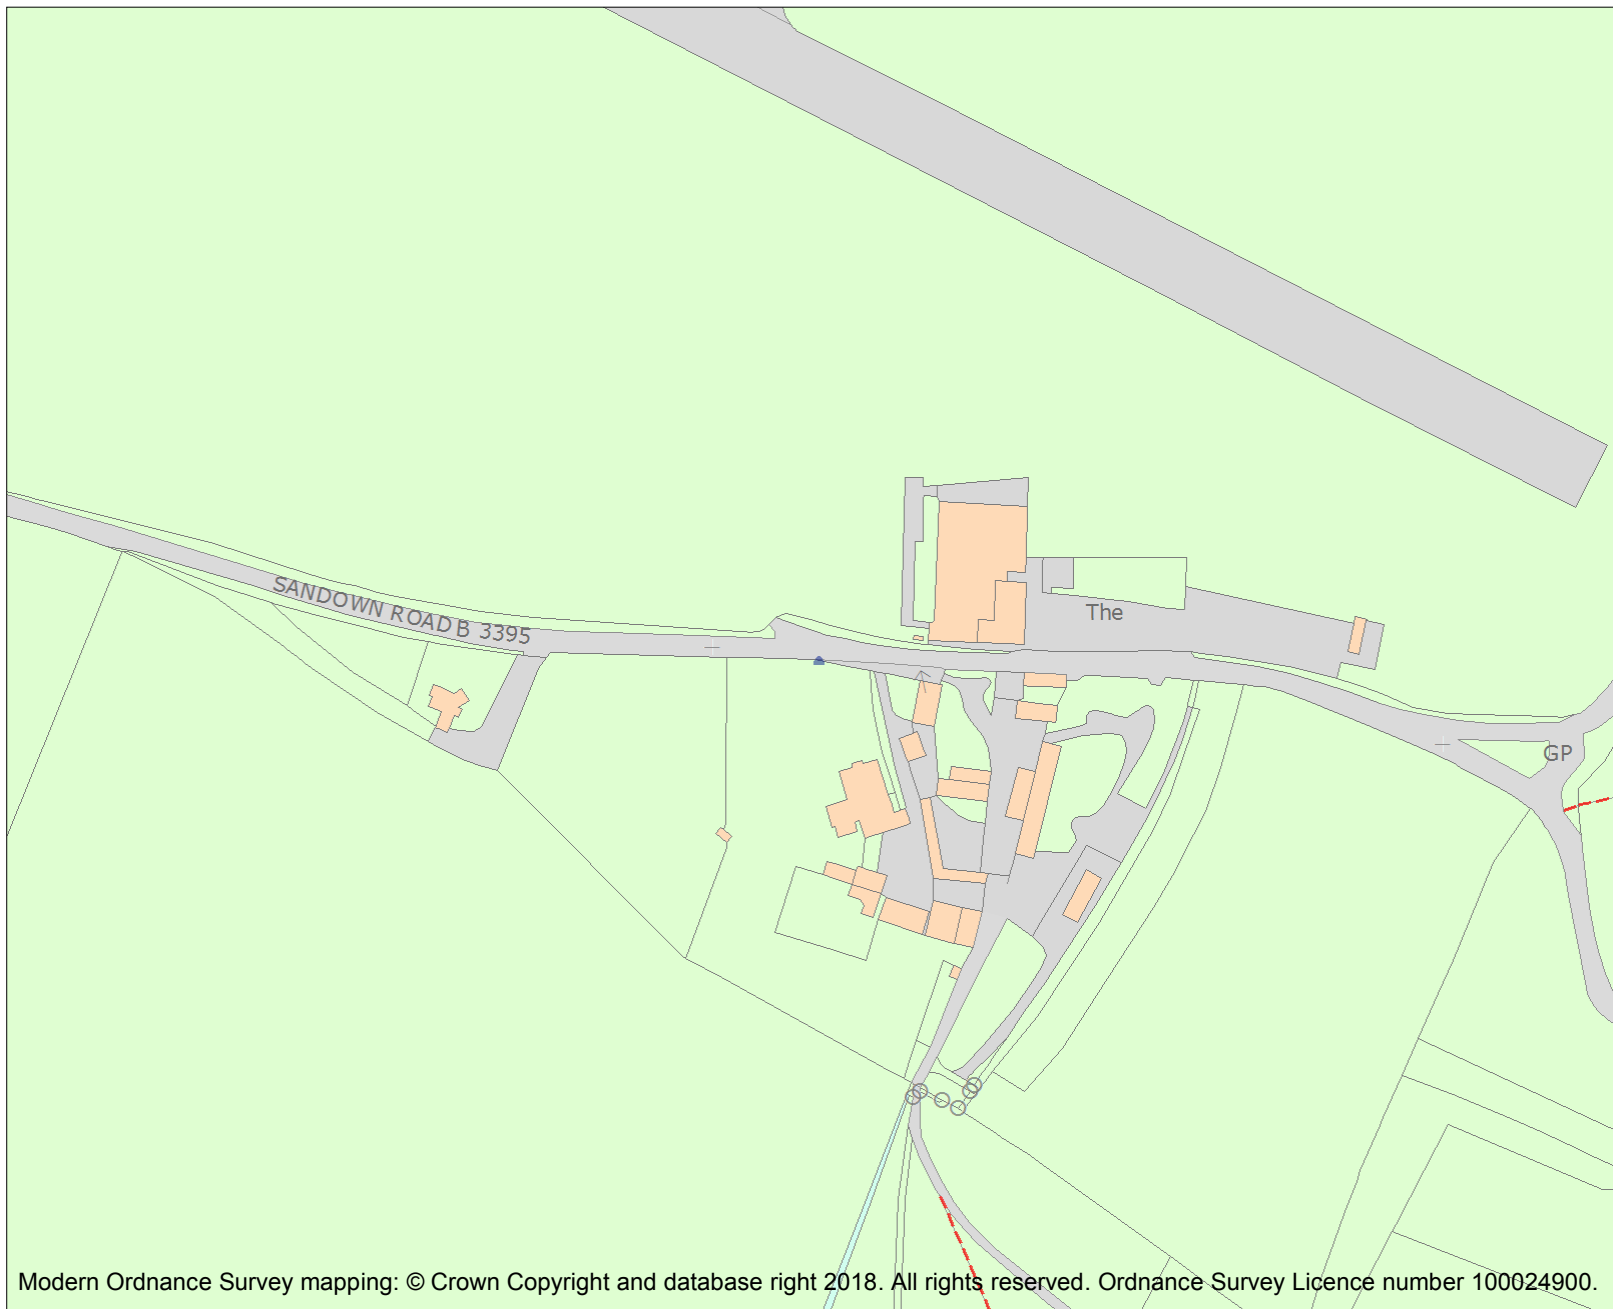 SANDOWN ROAD B 3395
The
GP
Modern Ordnance Survey mapping: © Crown Copyright and database right 2018. All rights reserved. Ordnance Survey Licence number 100024900.